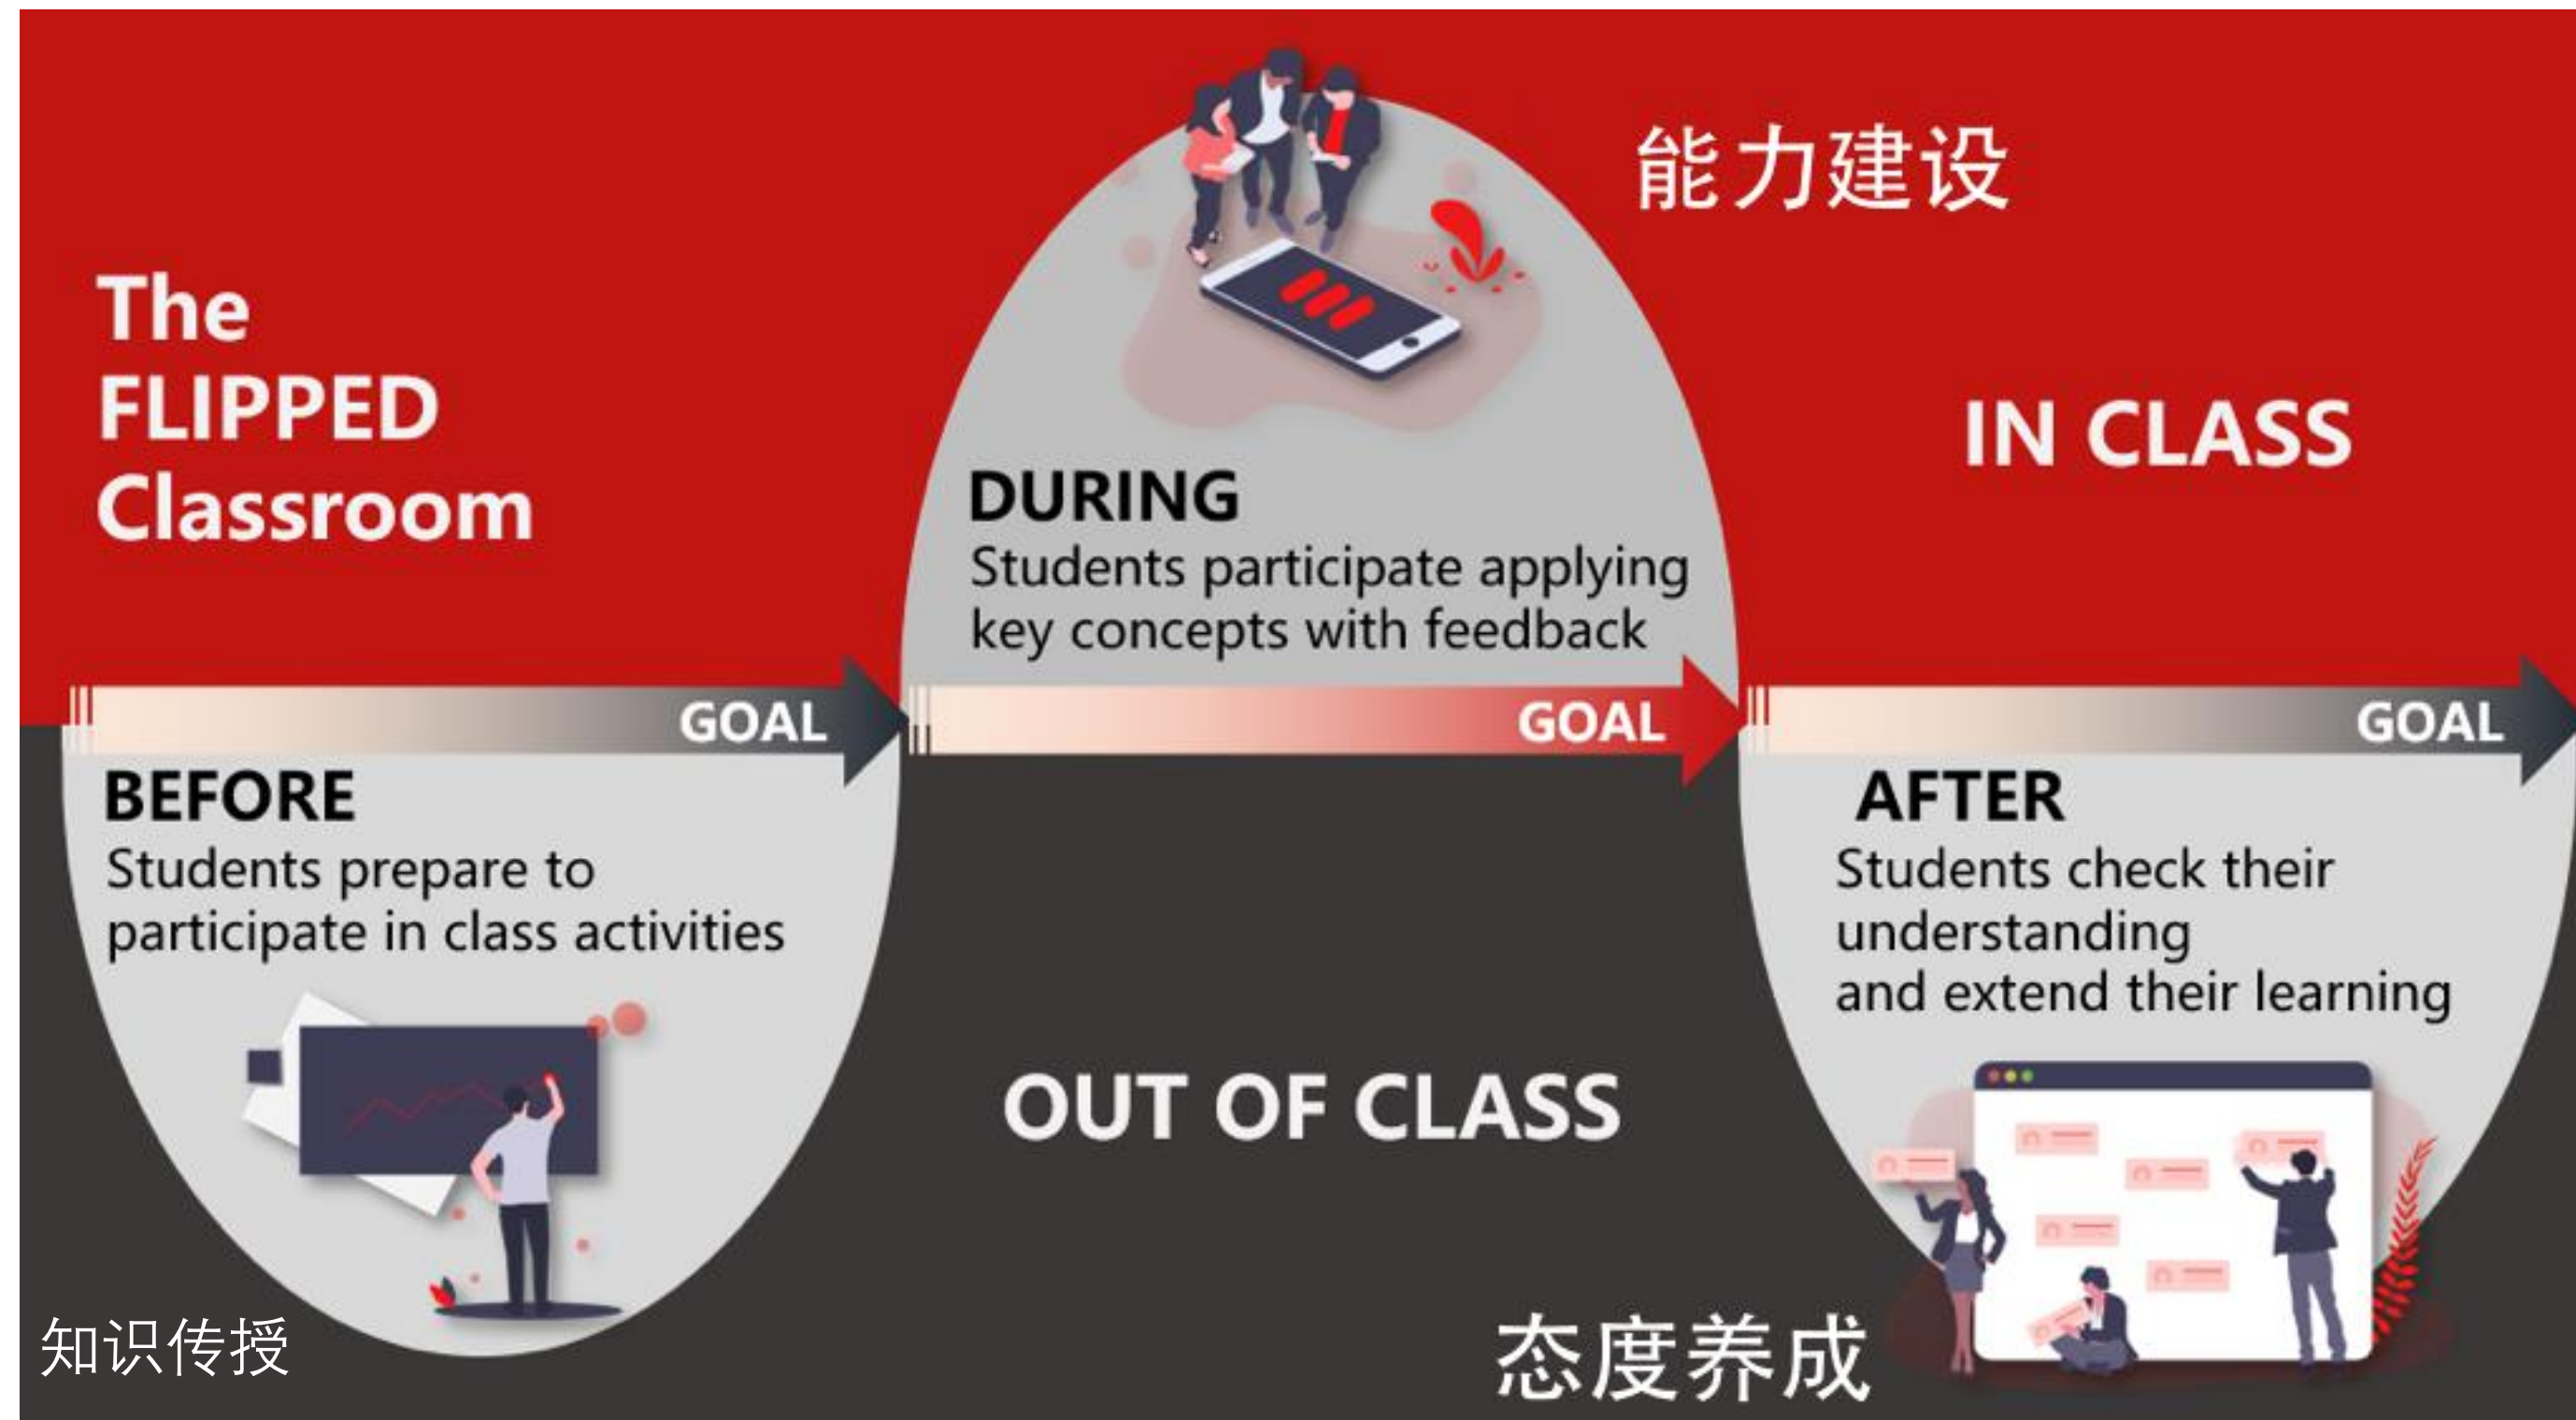 能力建设
The
FLIPPED
Classroom
IN CLASS
DURING
Students participate applying
key concepts with feedback
GOAL
GOAL
GOAL
BEFORE
Students prepare to
participate in class activities
AFTER
Students check their
understanding
and extend their learning
OUT OF CLASS
知识传授
态度养成